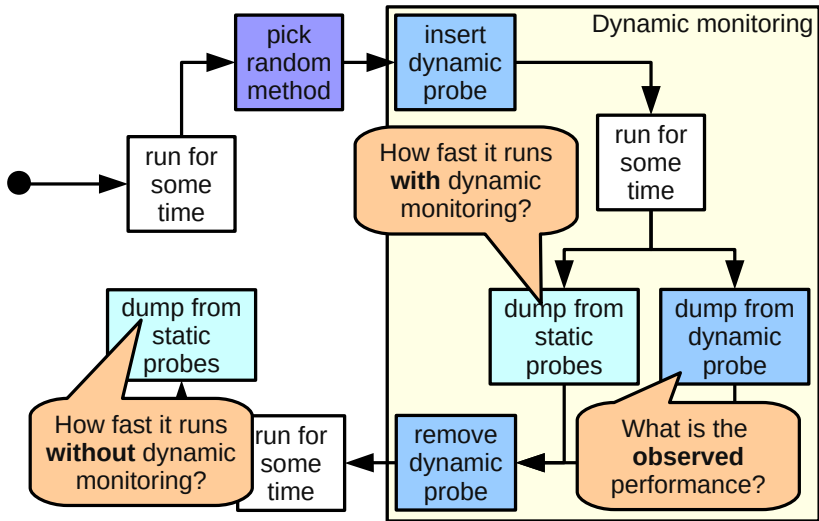 Dynamic monitoring
pick
random
method
insert
dynamic
probe
run for
some
time
run for
some
time
How fast it runs
with dynamic
monitoring?
dump from
static
probes
dump from
static
probes
dump from
dynamic
probe
How fast it runs
without dynamic
monitoring?
run for
some
time
remove
dynamic
probe
What is the
observed
performance?